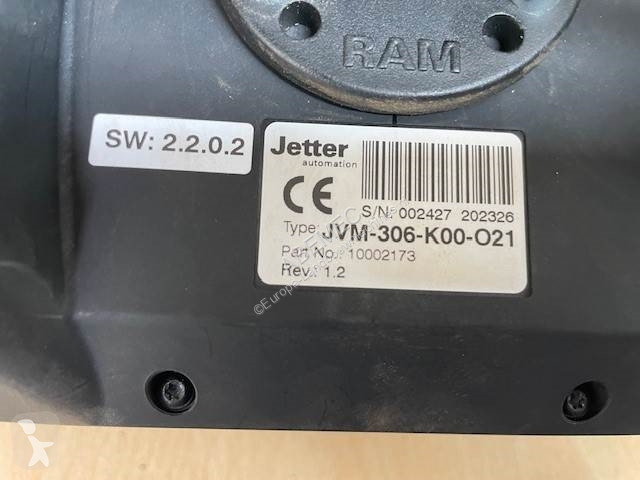 RAM
SW: 2.2.0.2
Jetter
automation
CE
S/N: 002427 202326
Type: JVM-306-K00-O21
Part No.: 10002173
Rev.: 1.2